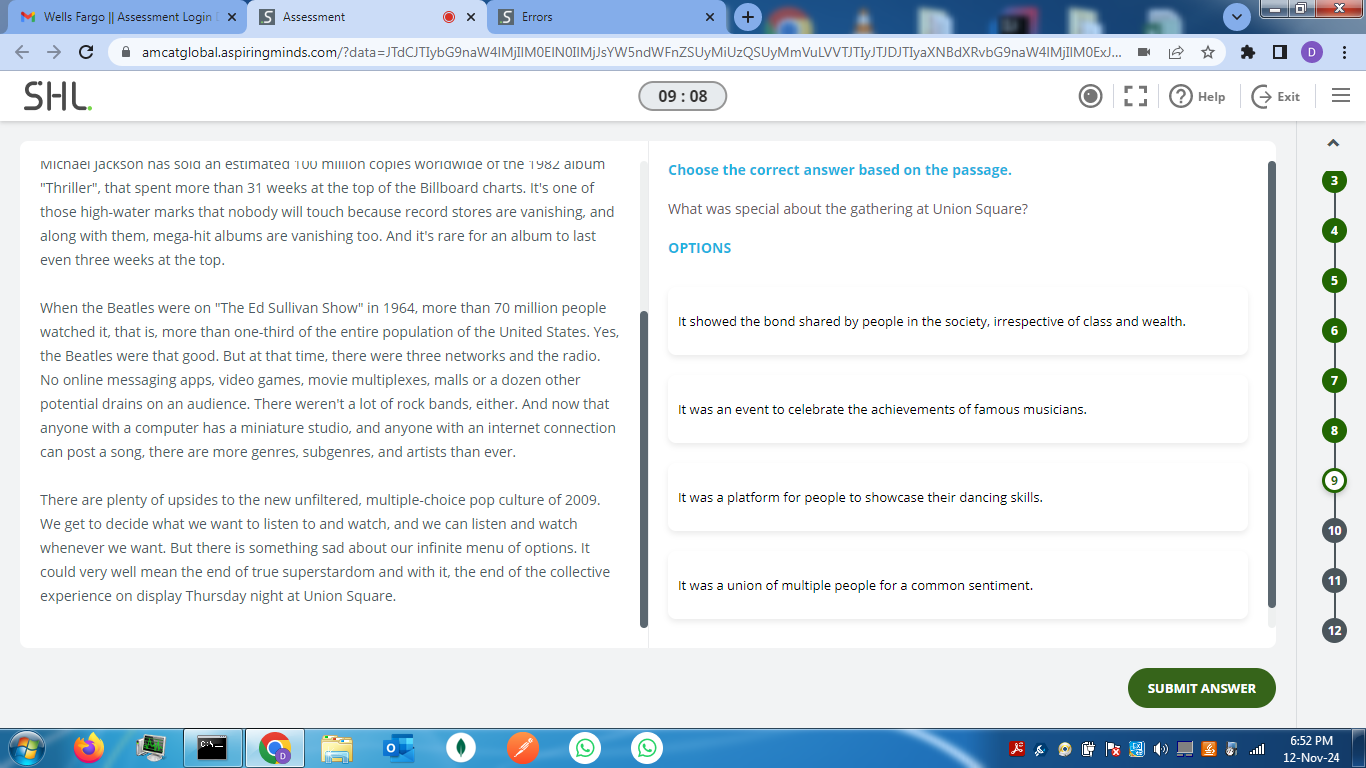 Wells Fargo || Assessment Login
Assessment
Errors
amcatglobal.aspiringminds.com/?data=JTdCJTIybG9naW4lMjIlM0ElN0IlMjJsYW5ndWFnZSUyMiUzQSUyMmVuLVVTJTIyJTJDJTIyaXNBdXRvbG9naW4lMjIlM0ExJ...
D
SHL.
09 : 08
Help
Exit
Michael Jackson has sold an estimated 100 million copies worldwide of the 1982 album
"Thriller", that spent more than 31 weeks at the top of the Billboard charts. It's one of
those high-water marks that nobody will touch because record stores are vanishing, and
along with them, mega-hit albums are vanishing too. And it's rare for an album to last
even three weeks at the top.
When the Beatles were on "The Ed Sullivan Show" in 1964, more than 70 million people
watched it, that is, more than one-third of the entire population of the United States. Yes,
the Beatles were that good. But at that time, there were three networks and the radio.
No online messaging apps, video games, movie multiplexes, malls or a dozen other
potential drains on an audience. There weren't a lot of rock bands, either. And now that
anyone with a computer has a miniature studio, and anyone with an internet connection
can post a song, there are more genres, subgenres, and artists than ever.
There are plenty of upsides to the new unfiltered, multiple-choice pop culture of 2009.
We get to decide what we want to listen to and watch, and we can listen and watch
whenever we want. But there is something sad about our infinite menu of options. It
could very well mean the end of true superstardom and with it, the end of the collective
experience on display Thursday night at Union Square.
Choose the correct answer based on the passage.
What was special about the gathering at Union Square?
OPTIONS
It showed the bond shared by people in the society, irrespective of class and wealth.
It was an event to celebrate the achievements of famous musicians.
It was a platform for people to showcase their dancing skills.
It was a union of multiple people for a common sentiment.
SUBMIT ANSWER
3
4
5
6
7
8
9
10
11
12
6:52 PM
12-Nov-24